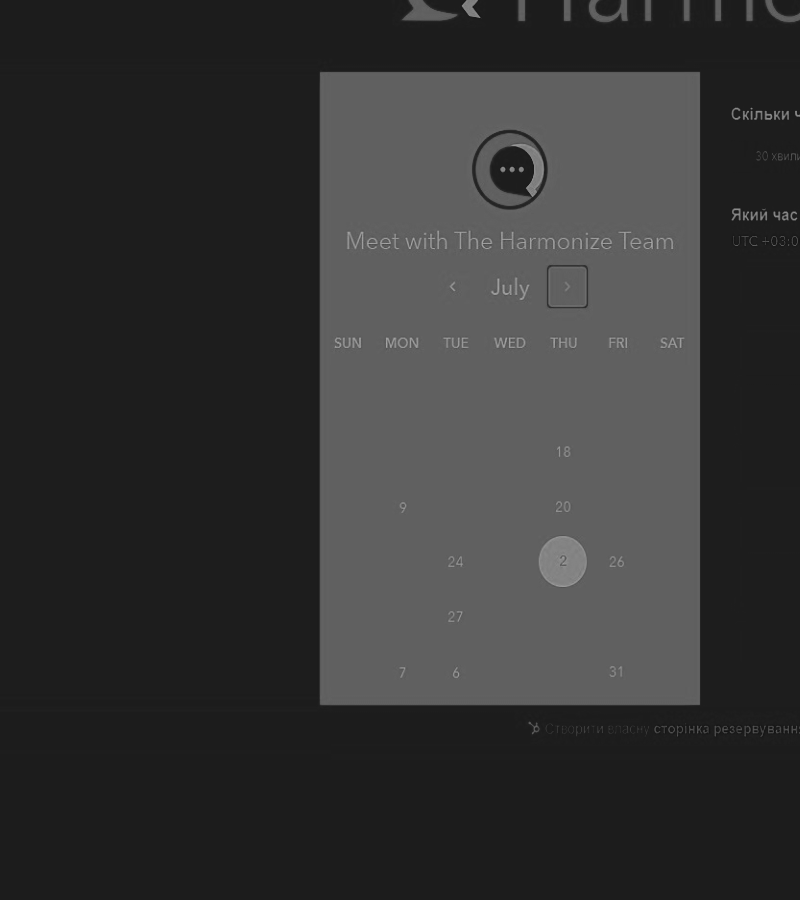 Harmo
Скільки ч
30 хвили
Meet with The Harmonize Team
Який час
UTC +03:0
July
SUN MON TUE WED THU FRI SAT
18
9 20
24 2 26
27
7 6 31
Створити власну сторінка резервуванн